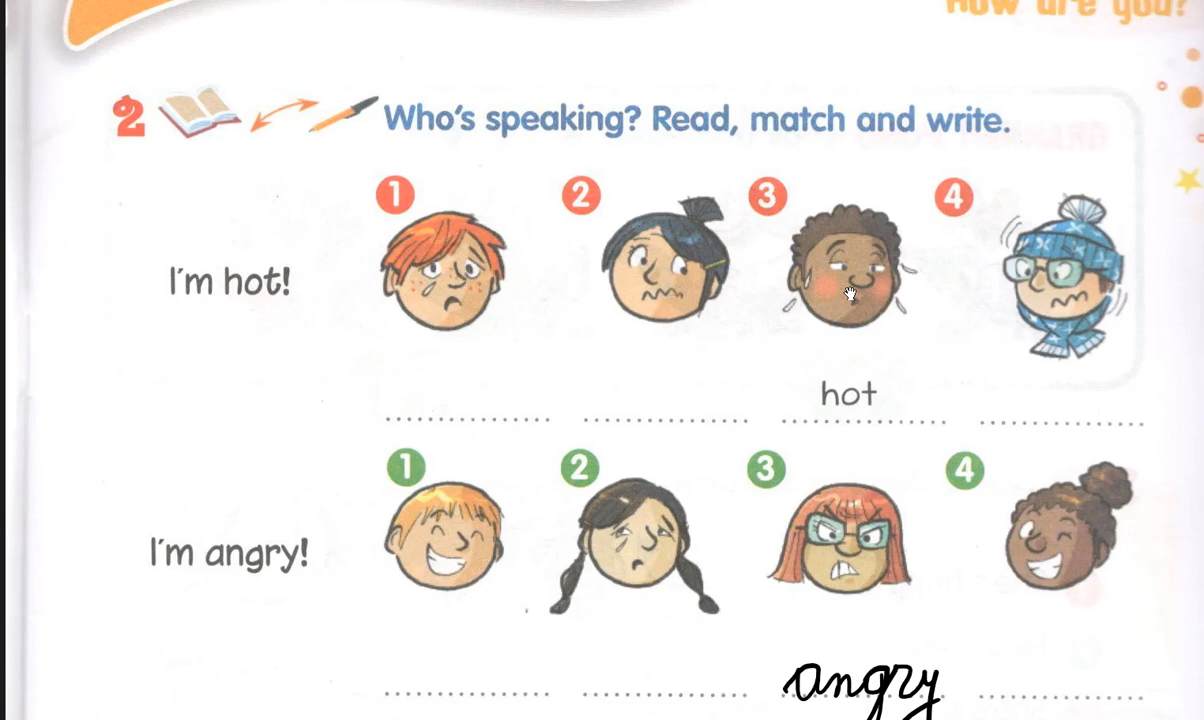 How are you?
2 Who's speaking? Read, match and write.
1 2 3 4
I'm hot!
hot
1 2 3 4
I'm angry!
angry